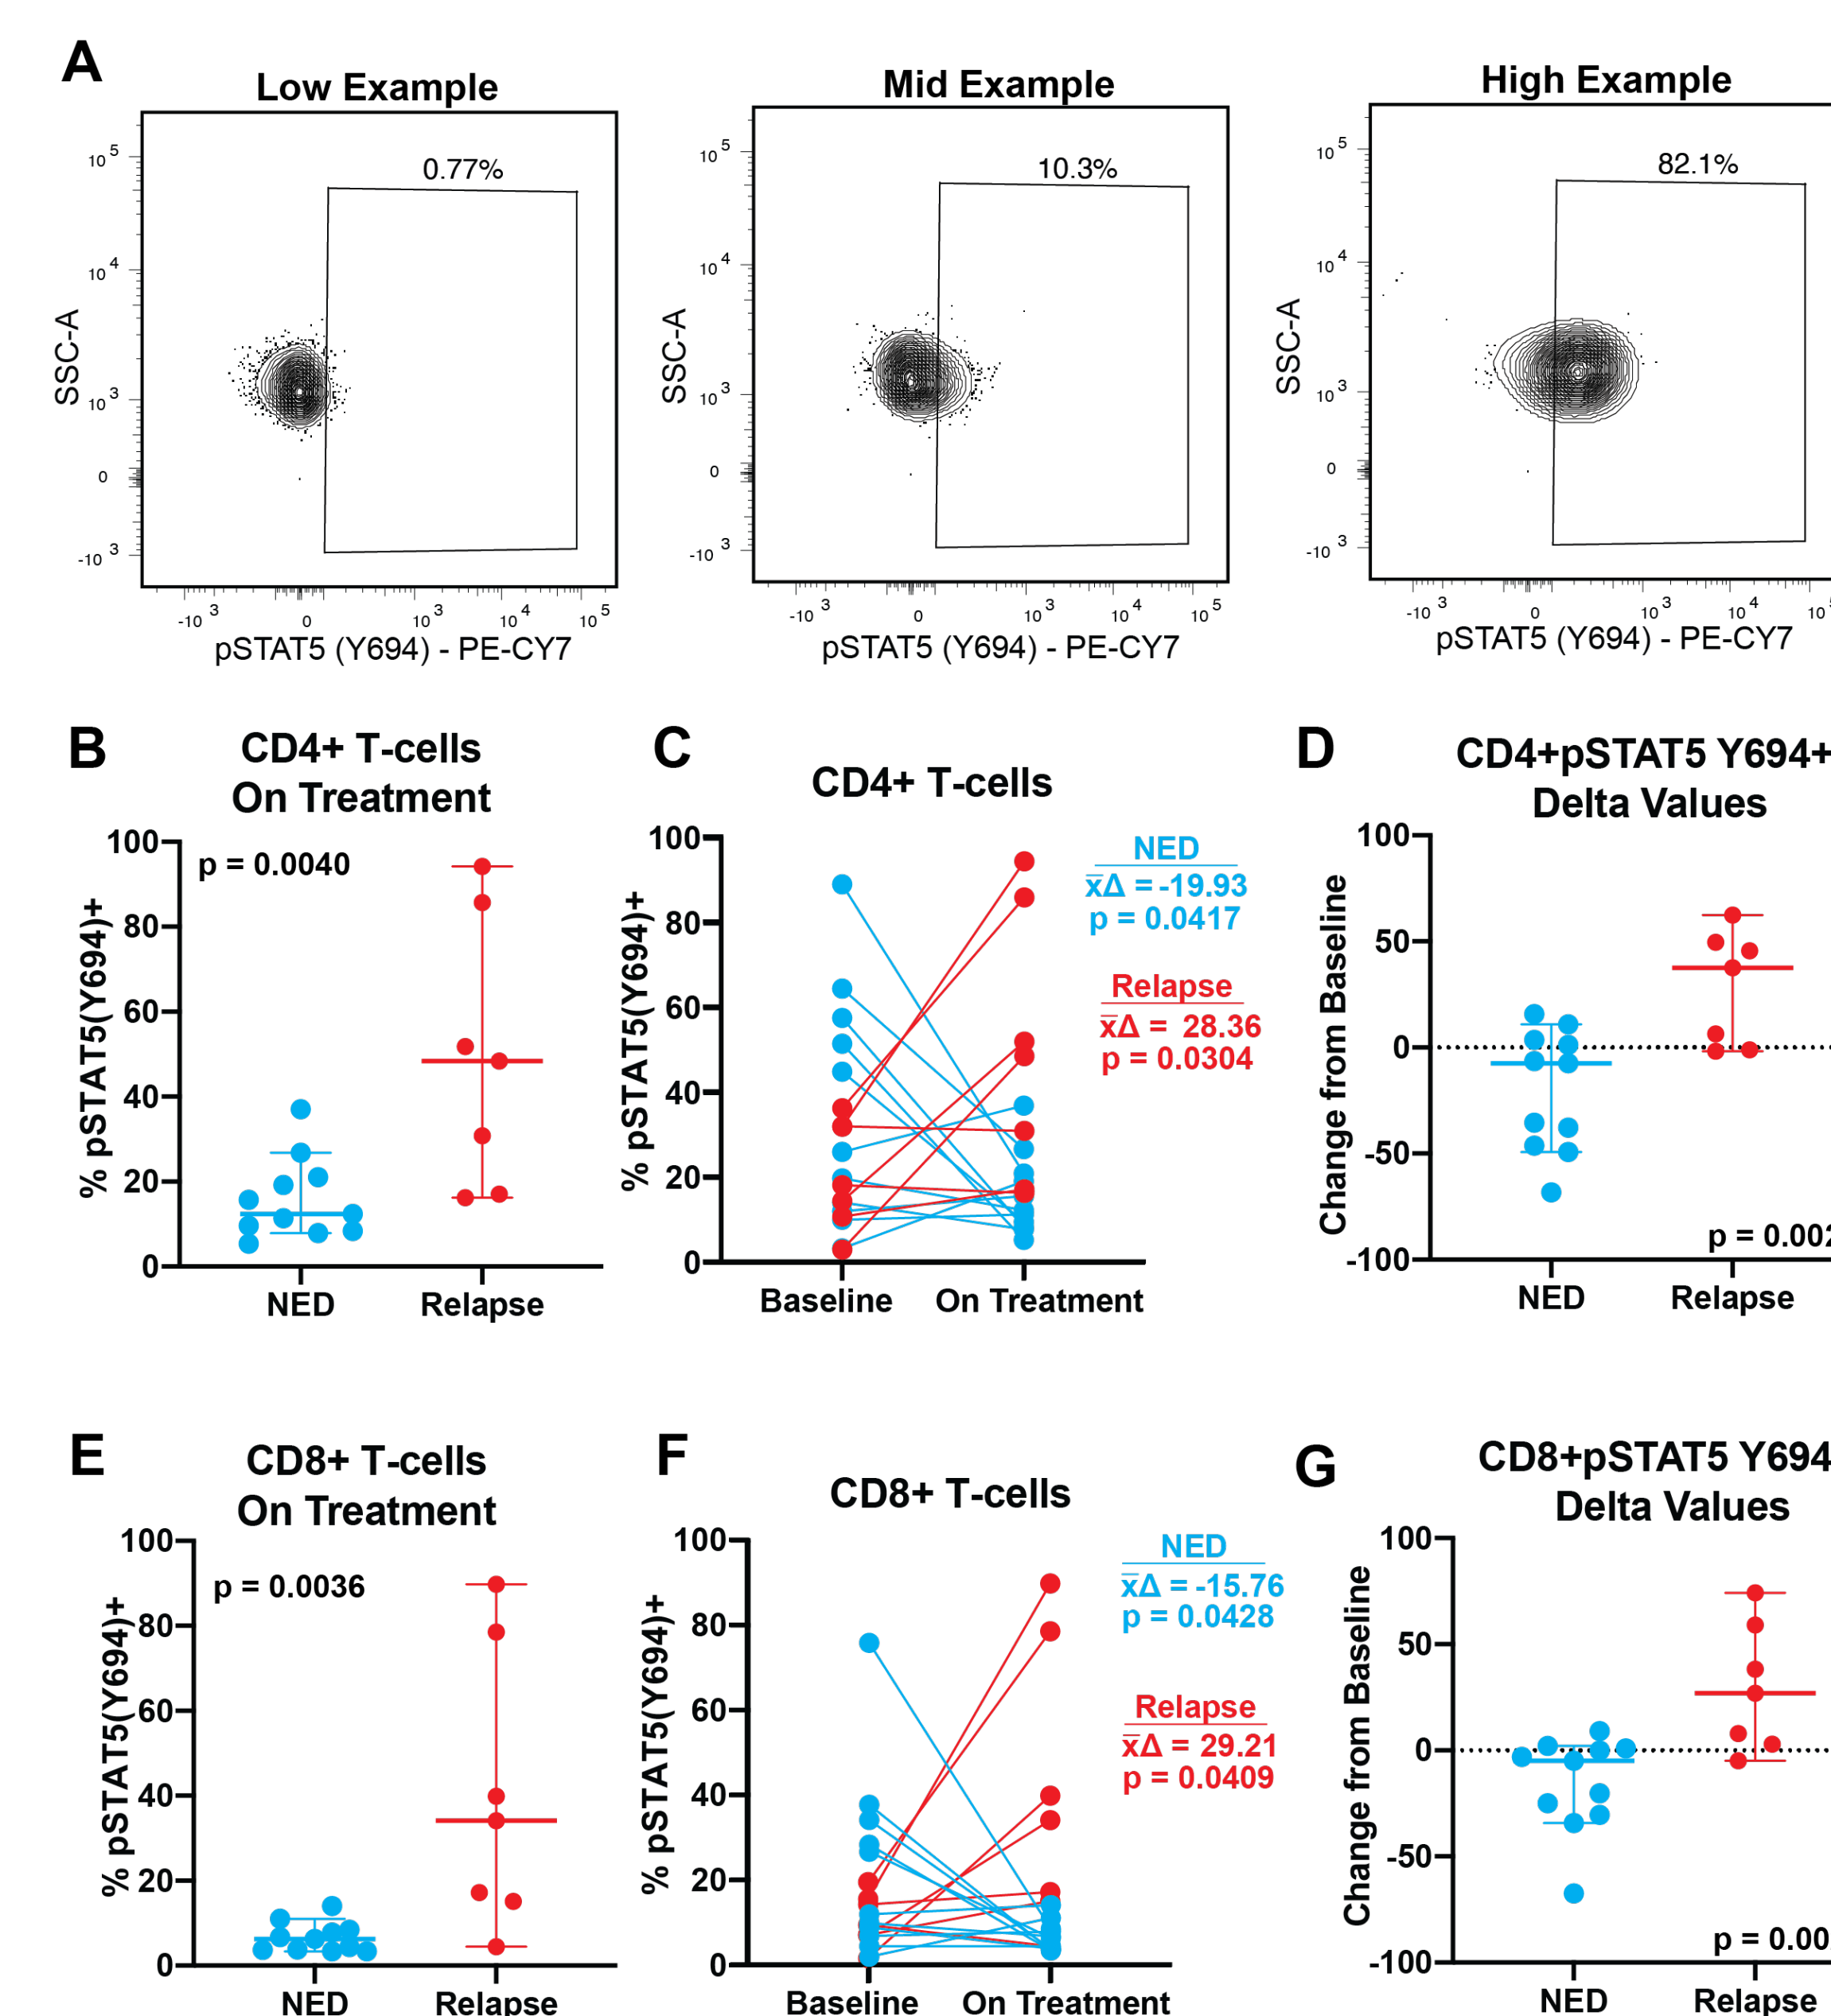 A
Low Example
Mid Example
High Example
0.77%
10.3%
82.1%
10 5
10 4
10 3
0
-10 3
SSC-A
-10 3
0
10 3
10 4
10 5
pSTAT5 (Y694) - PE-CY7
10 5
10 4
10 3
0
-10 3
SSC-A
-10 3
0
10 3
10 4
10 5
pSTAT5 (Y694) - PE-CY7
10 5
10 4
10 3
0
-10 3
SSC-A
-10 3
0
10 3
10 4
10
pSTAT5 (Y694) - PE-CY7
B
CD4+ T-cells
On Treatment
p = 0.0040
% pSTAT5(Y694)+
100
80
60
40
20
0
NED
Relapse
C
CD4+ T-cells
% pSTAT5(Y694)+
100
80
60
40
20
0
Baseline
On Treatment
NED
x̅Δ = -19.93
p = 0.0417
Relapse
x̅Δ = 28.36
p = 0.0304
D
CD4+pSTAT5 Y694+
Delta Values
Change from Baseline
100
50
0
-50
-100
p = 0.002
NED
Relapse
E
CD8+ T-cells
On Treatment
p = 0.0036
% pSTAT5(Y694)+
100
80
60
40
20
0
NED
Relapse
F
CD8+ T-cells
% pSTAT5(Y694)+
100
80
60
40
20
0
Baseline
On Treatment
NED
x̅Δ = -15.76
p = 0.0428
Relapse
x̅Δ = 29.21
p = 0.0409
G
CD8+pSTAT5 Y694
Delta Values
Change from Baseline
100
50
0
-50
-100
p = 0.00
NED
Relapse